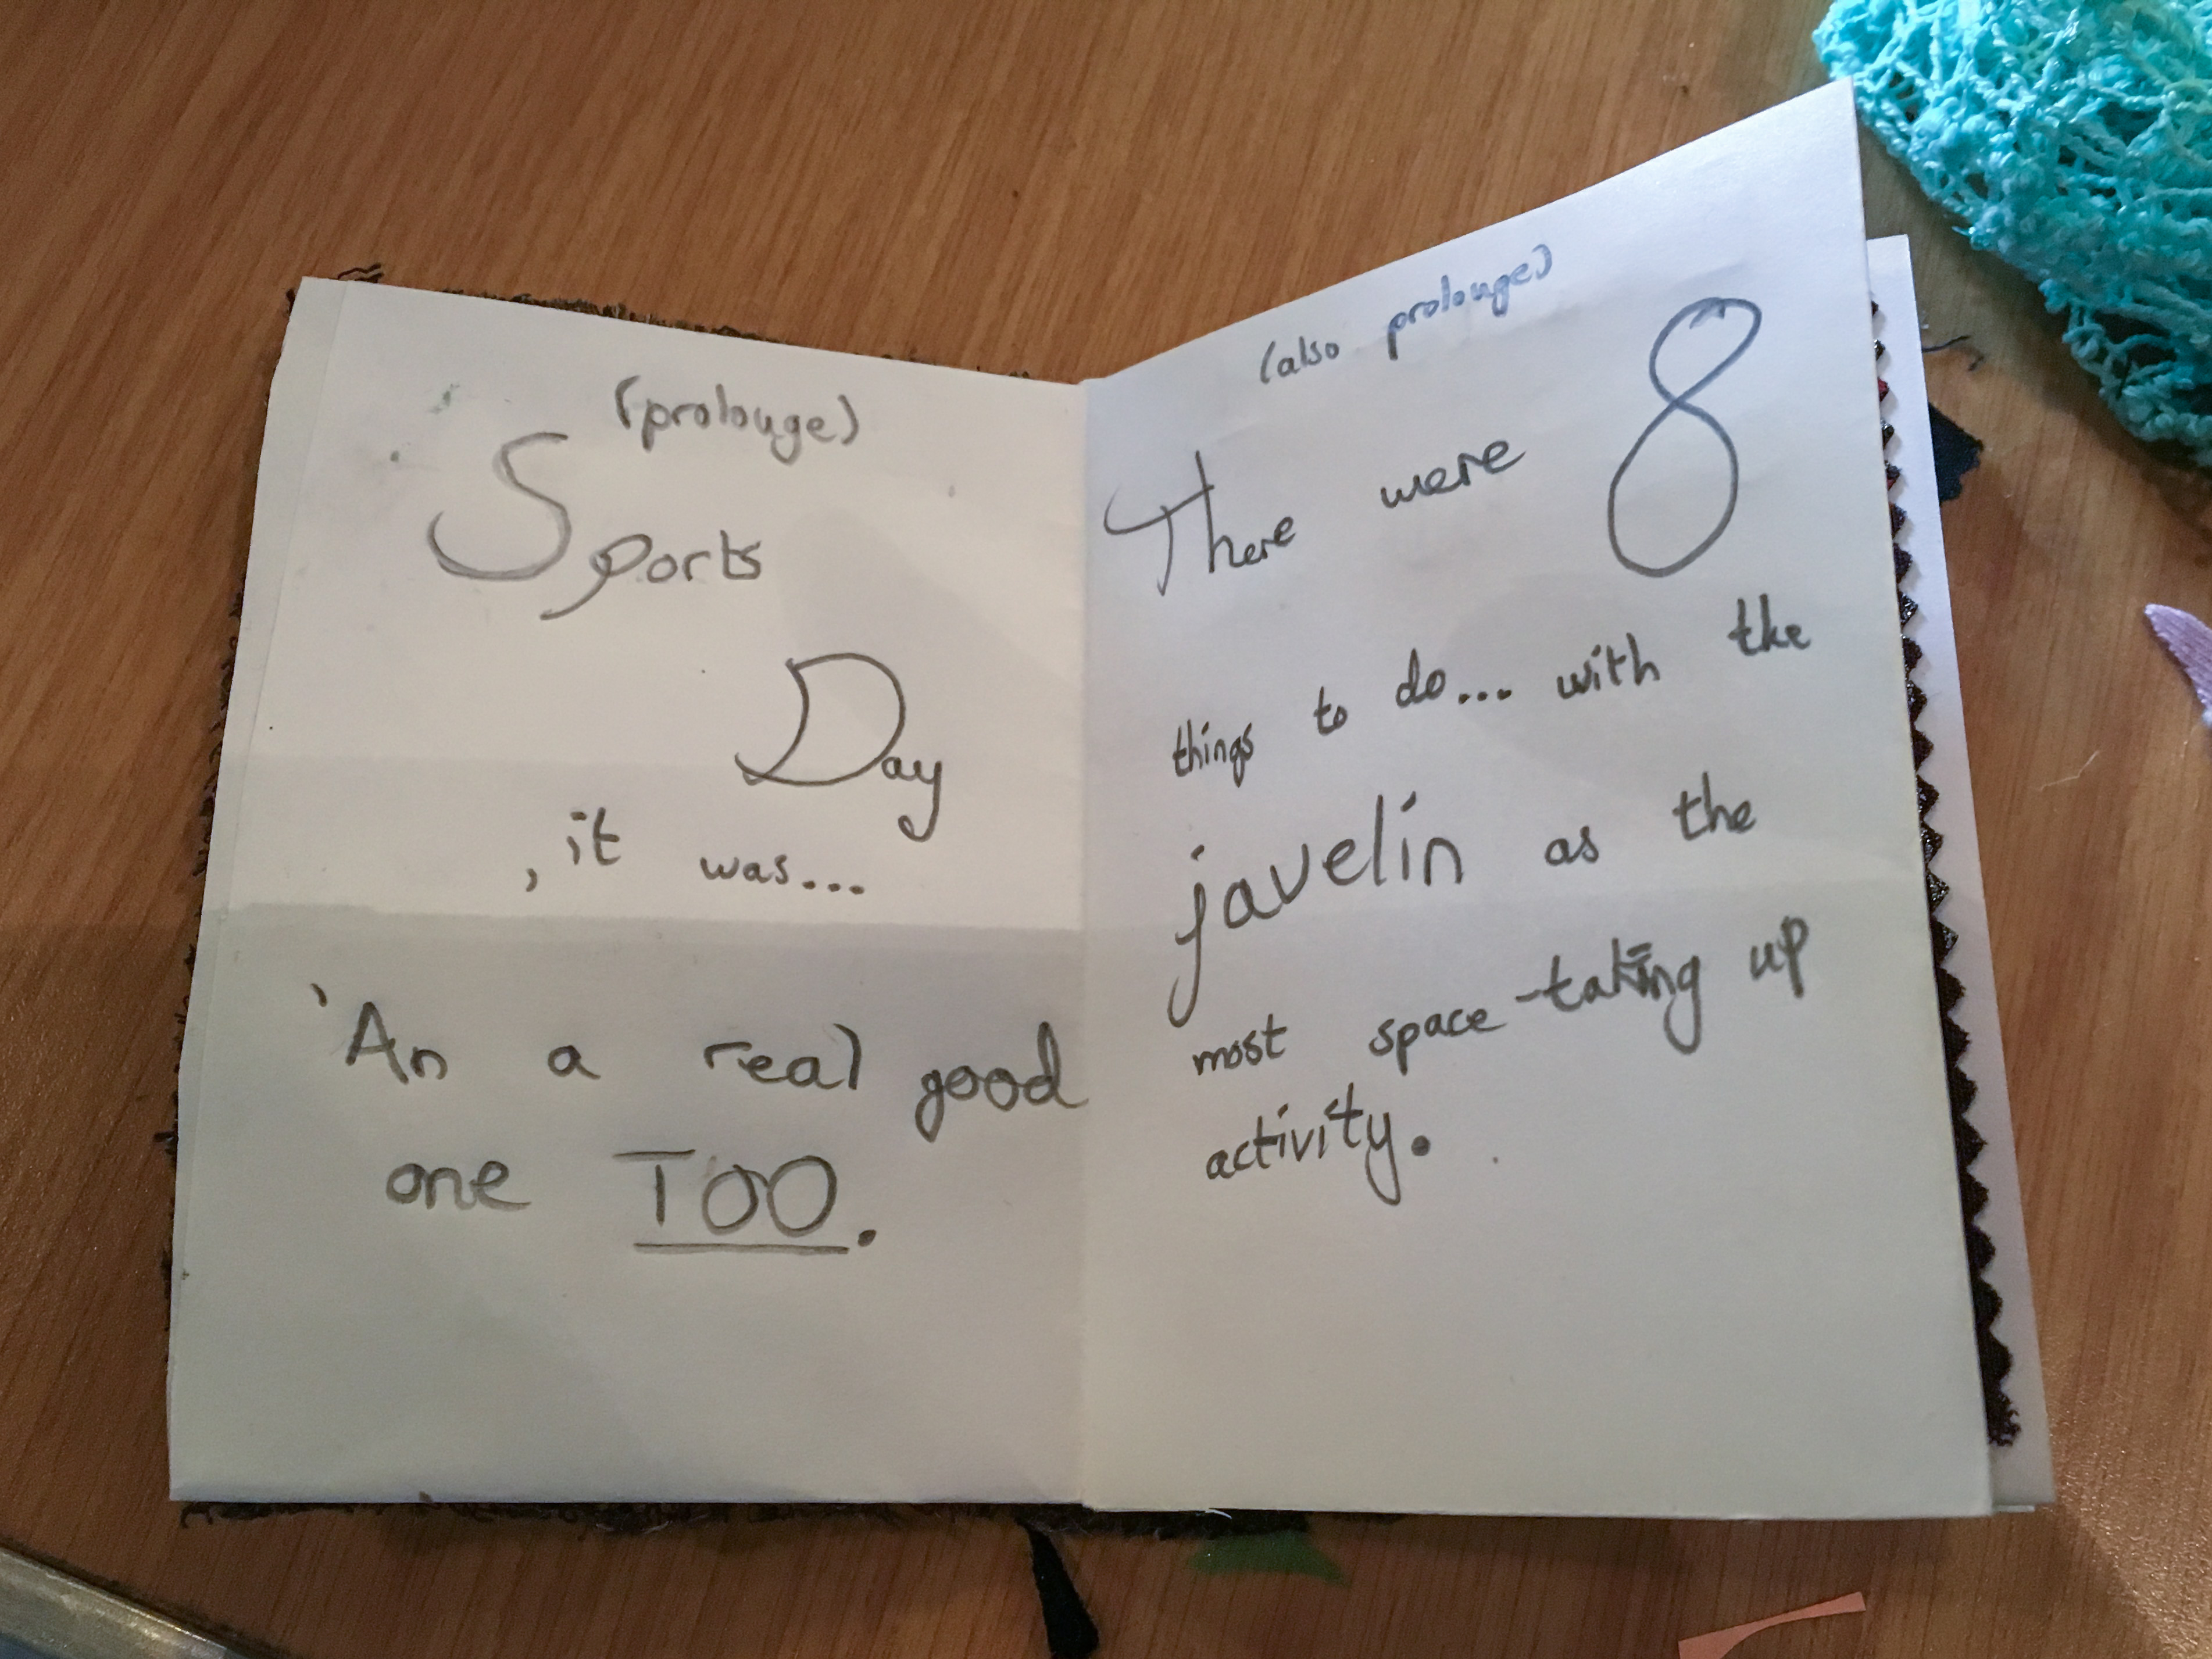 (prolouge)
Sports
Day
, it was...
'An a real good
one TOO.
(also prolouge)
There were 8
things to do... with the
javelin as the
most space-taking up
activity.